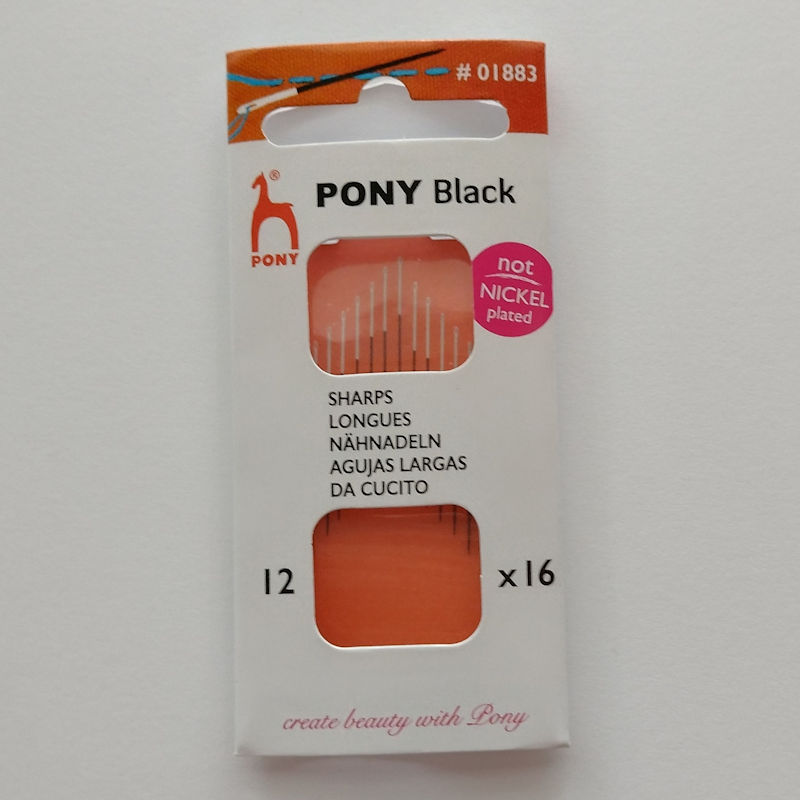 # 01883
PONY Black
®
PONY
not
NICKEL
plated
SHARPS
LONGUES
NÄHNADELN
AGUJAS LARGAS
DA CUCITO
12 x16
create beauty with Pony